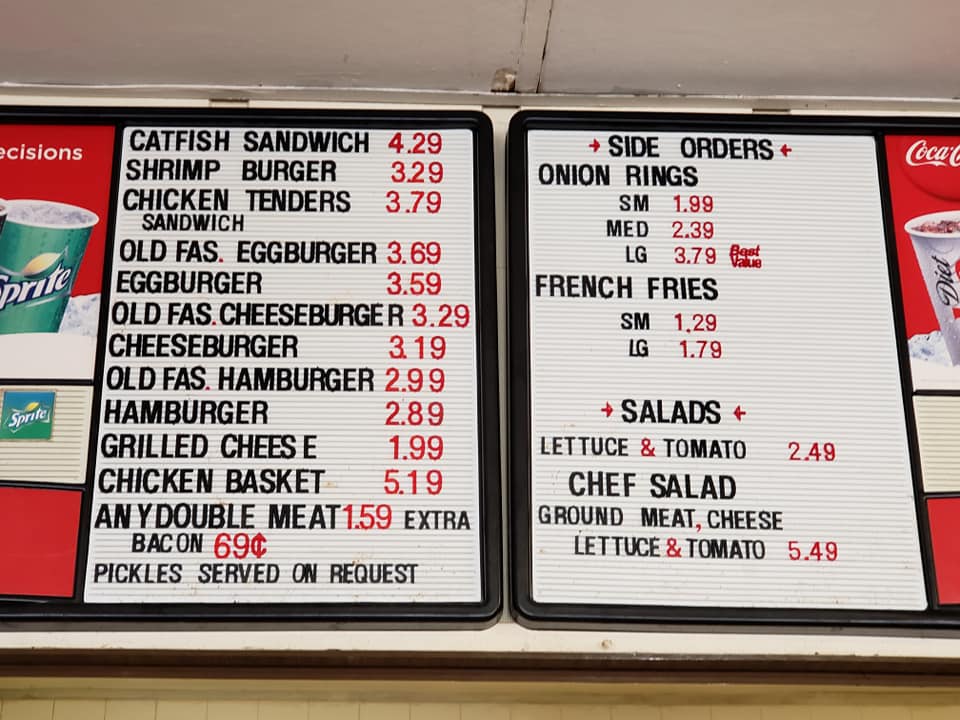 ecisions
Sprite
Sprite
CATFISH SANDWICH 4.29
SHRIMP BURGER 3.29
CHICKEN TENDERS 3.79
SANDWICH
OLD FAS. EGGBURGER 3.69
EGGBURGER 3.59
OLD FAS. CHEESEBURGER 3.29
CHEESEBURGER 3.19
OLD FAS. HAMBURGER 2.99
HAMBURGER 2.89
GRILLED CHEESE 1.99
CHICKEN BASKET 5.19
ANY DOUBLE MEAT 1.59 EXTRA
BACON 69¢
PICKLES SERVED ON REQUEST
SIDE ORDERS
ONION RINGS
SM 1.99
MED 2.39
LG 3.79 Best Value
FRENCH FRIES
SM 1.29
LG 1.79
SALADS
LETTUCE & TOMATO 2.49
CHEF SALAD
GROUND MEAT, CHEESE
LETTUCE & TOMATO 5.49
Coca-C
Diet